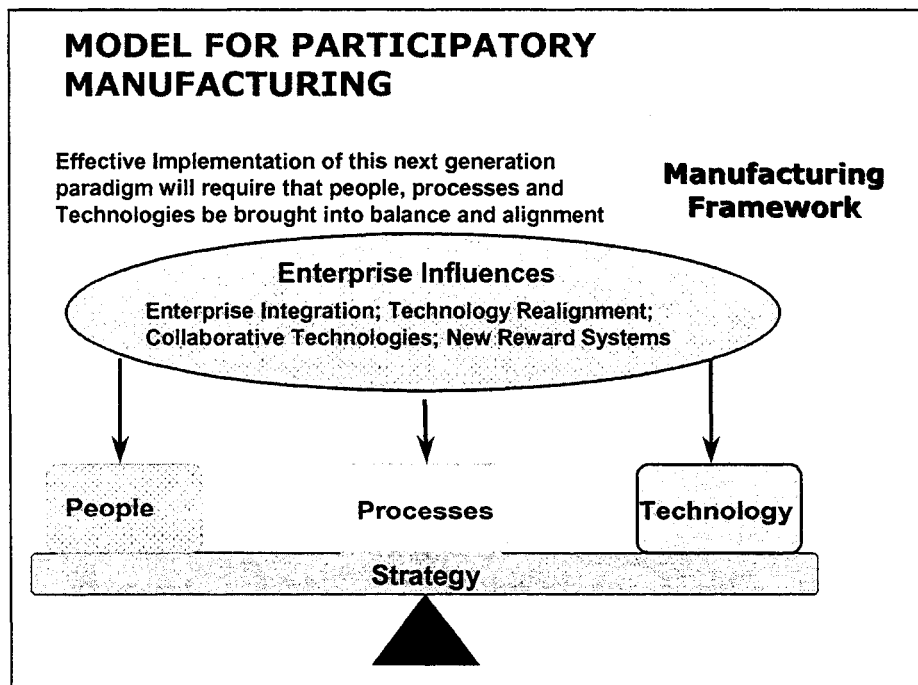 MODEL FOR PARTICIPATORY
MANUFACTURING
Effective Implementation of this next generation
paradigm will require that people, processes and
Technologies be brought into balance and alignment
Manufacturing
Framework
Enterprise Influences
Enterprise Integration; Technology Realignment;
Collaborative Technologies; New Reward Systems
People
Processes
Technology
Strategy